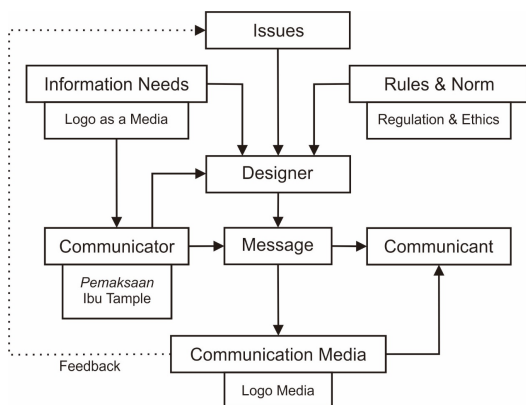 Issues
Information Needs
Logo as a Media
Rules & Norm
Regulation & Ethics
Designer
Communicator
Pemaksaan
Ibu Tample
Message
Communicant
Communication Media
Logo Media
Feedback